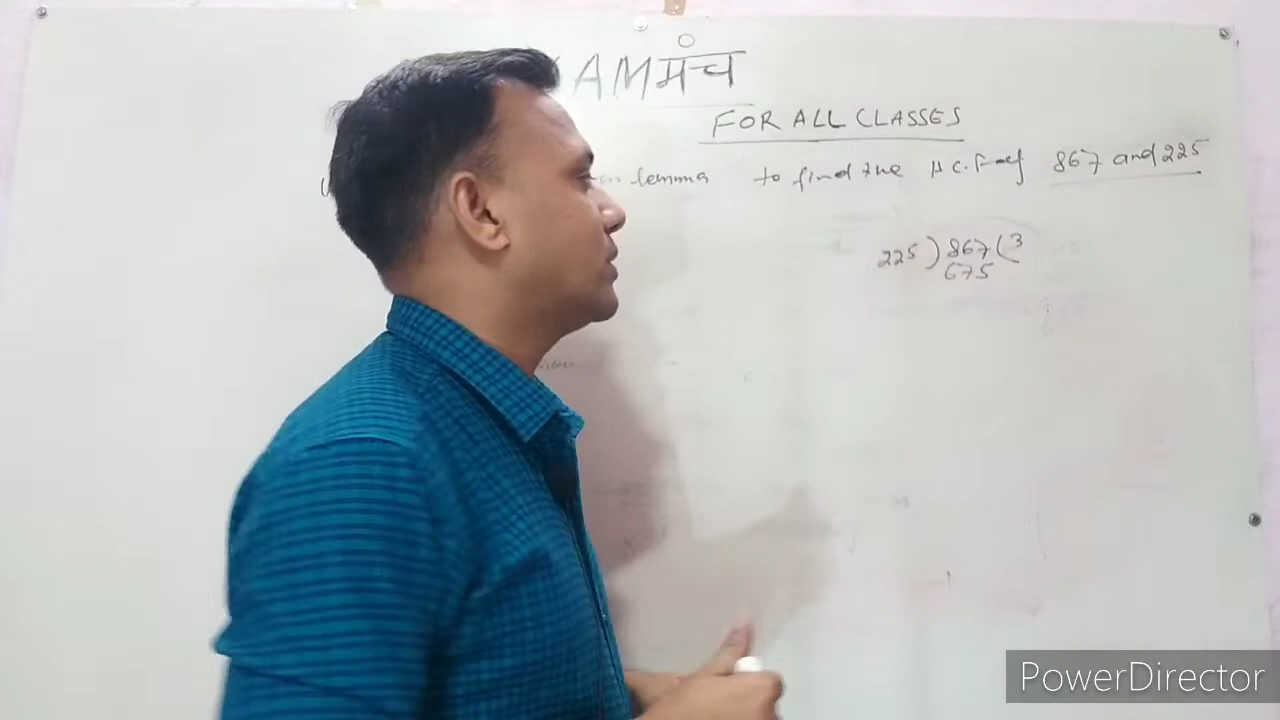 AMमंच
FOR ALL CLASSES
lemma to find the H.C.F of 867 and 225
225 ) 867 ( 3
675
PowerDirector